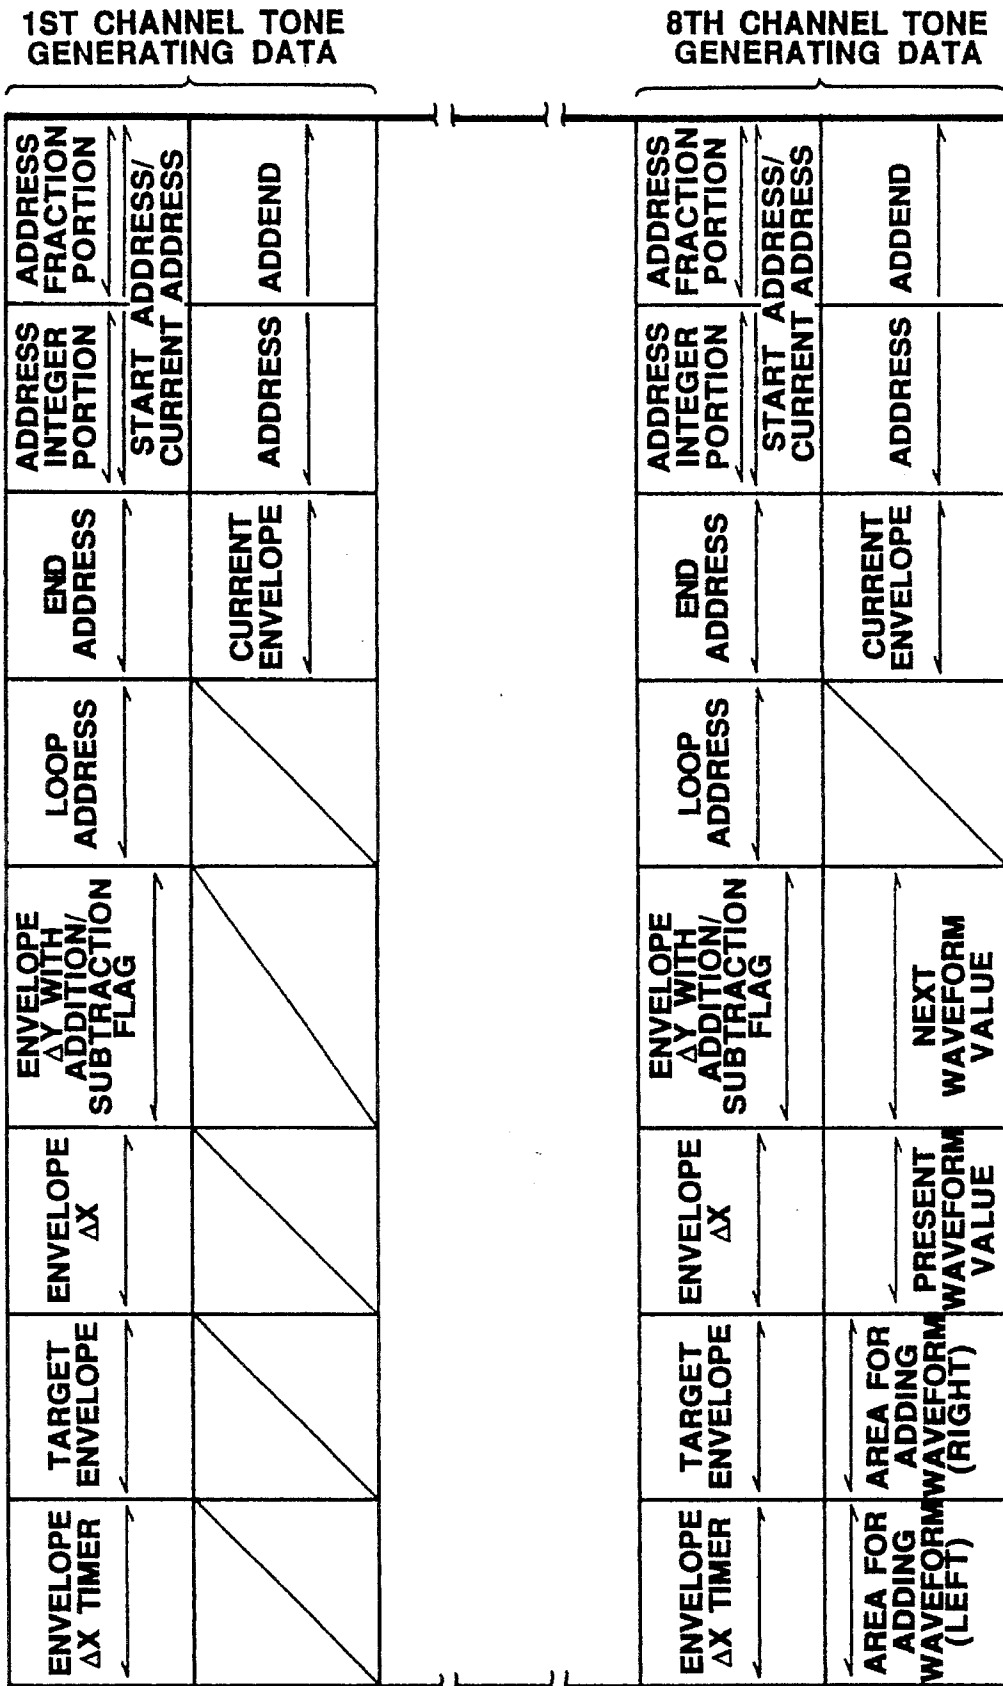 1ST CHANNEL TONE
GENERATING DATA
8TH CHANNEL TONE
GENERATING DATA
ADDRESS
FRACTION
PORTION
ADDRESS
INTEGER
PORTION
START ADDRESS/
CURRENT ADDRESS
ADDEND
ADDRESS
END
ADDRESS
CURRENT
ENVELOPE
LOOP
ADDRESS
ENVELOPE
ΔY WITH
ADDITION/
SUBTRACTION
FLAG
ENVELOPE
ΔX
TARGET
ENVELOPE
ENVELOPE
ΔX TIMER
ADDRESS
FRACTION
PORTION
ADDRESS
INTEGER
PORTION
START ADDRESS/
CURRENT ADDRESS
ADDEND
ADDRESS
END
ADDRESS
CURRENT
ENVELOPE
LOOP
ADDRESS
ENVELOPE
ΔY WITH
ADDITION/
SUBTRACTION
FLAG
NEXT
WAVEFORM
VALUE
ENVELOPE
ΔX
PRESENT
WAVEFORM
VALUE
TARGET
ENVELOPE
AREA FOR
ADDING
WAVEFORM
(RIGHT)
ENVELOPE
ΔX TIMER
AREA FOR
ADDING
WAVEFORM
(LEFT)